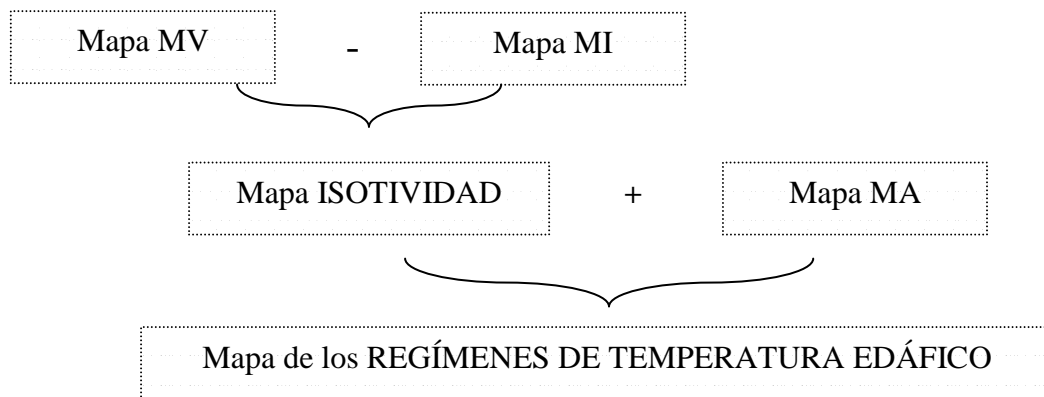 Mapa MV - Mapa MI
Mapa ISOTIVIDAD + Mapa MA
Mapa de los REGÍMENES DE TEMPERATURA EDÁFICO